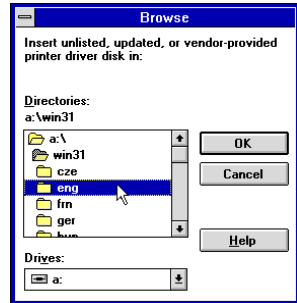 Browse
Insert unlisted, updated, or vendor-provided
printer driver disk in:
Directories:
a:\win31
a:\
win31
cze
eng
frn
ger
hun
OK
Cancel
Help
Drives:
a: